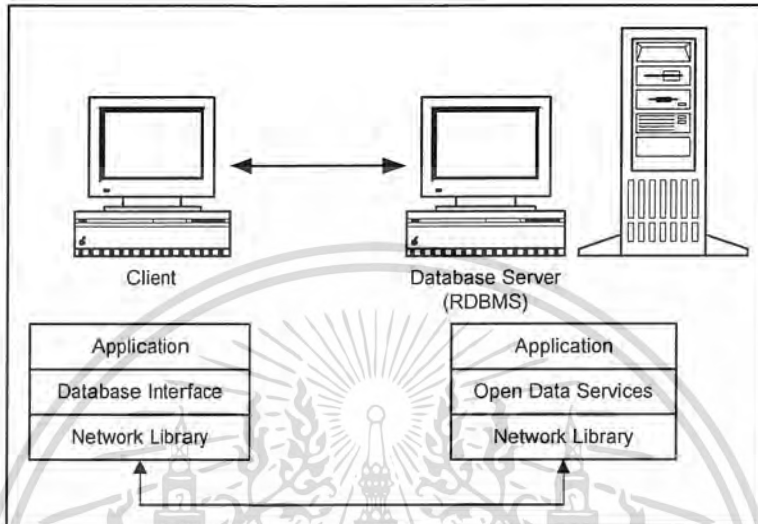 Client
Database Server
(RDBMS)
Application
Database Interface
Network Library
Application
Open Data Services
Network Library